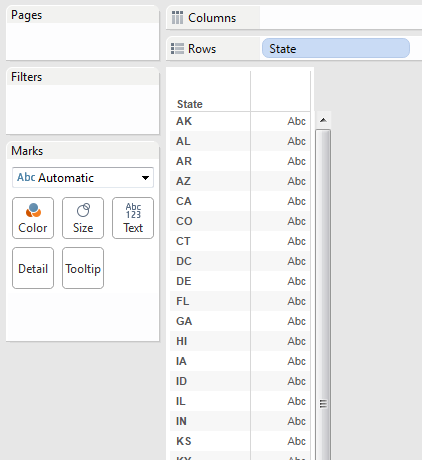 Pages
Columns
Rows State
Filters
State
AK Abc
AL Abc
AR Abc
AZ Abc
CA Abc
CO Abc
CT Abc
DC Abc
DE Abc
FL Abc
GA Abc
HI Abc
IA Abc
ID Abc
IL Abc
IN Abc
KS Abc
Marks
Abc Automatic
Color Size Abc 123 Text
Detail Tooltip